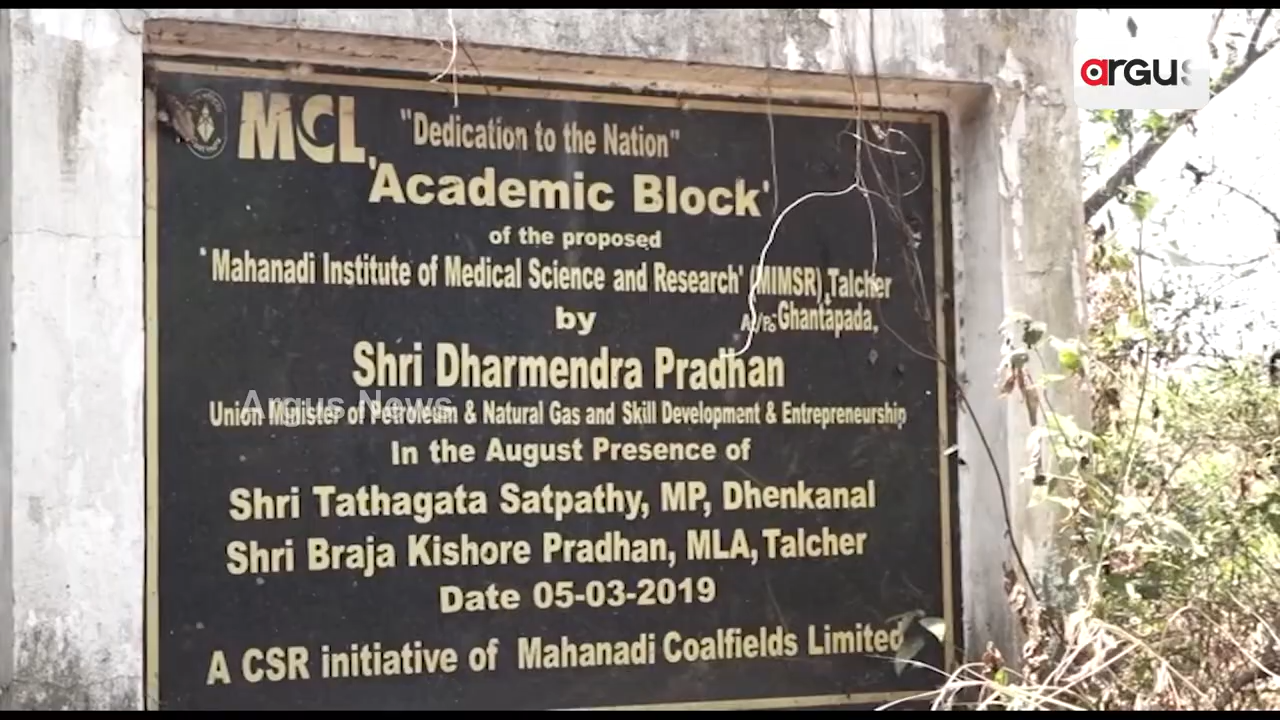 argus
MCL "Dedication to the Nation"
'Academic Block'
of the proposed
'Mahanadi Institute of Medical Science and Research' (MIMSR), Talcher
At/Po-Ghantapada,
by
Shri Dharmendra Pradhan
Argus News
Union Minister of Petroleum & Natural Gas and Skill Development & Entrepreneurship
In the August Presence of
Shri Tathagata Satpathy, MP, Dhenkanal
Shri Braja Kishore Pradhan, MLA, Talcher
Date 05-03-2019
A CSR initiative of Mahanadi Coalfields Limited